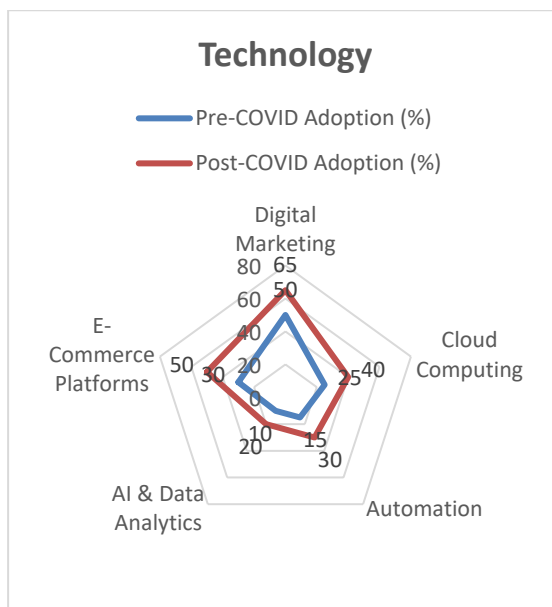 Technology
Pre-COVID Adoption (%)
Post-COVID Adoption (%)
Digital
Marketing
65
80
50
60
E-
Commerce
Platforms
50
40
30
20
0
Cloud
Computing
25
40
10
20
15
30
AI & Data
Analytics
Automation